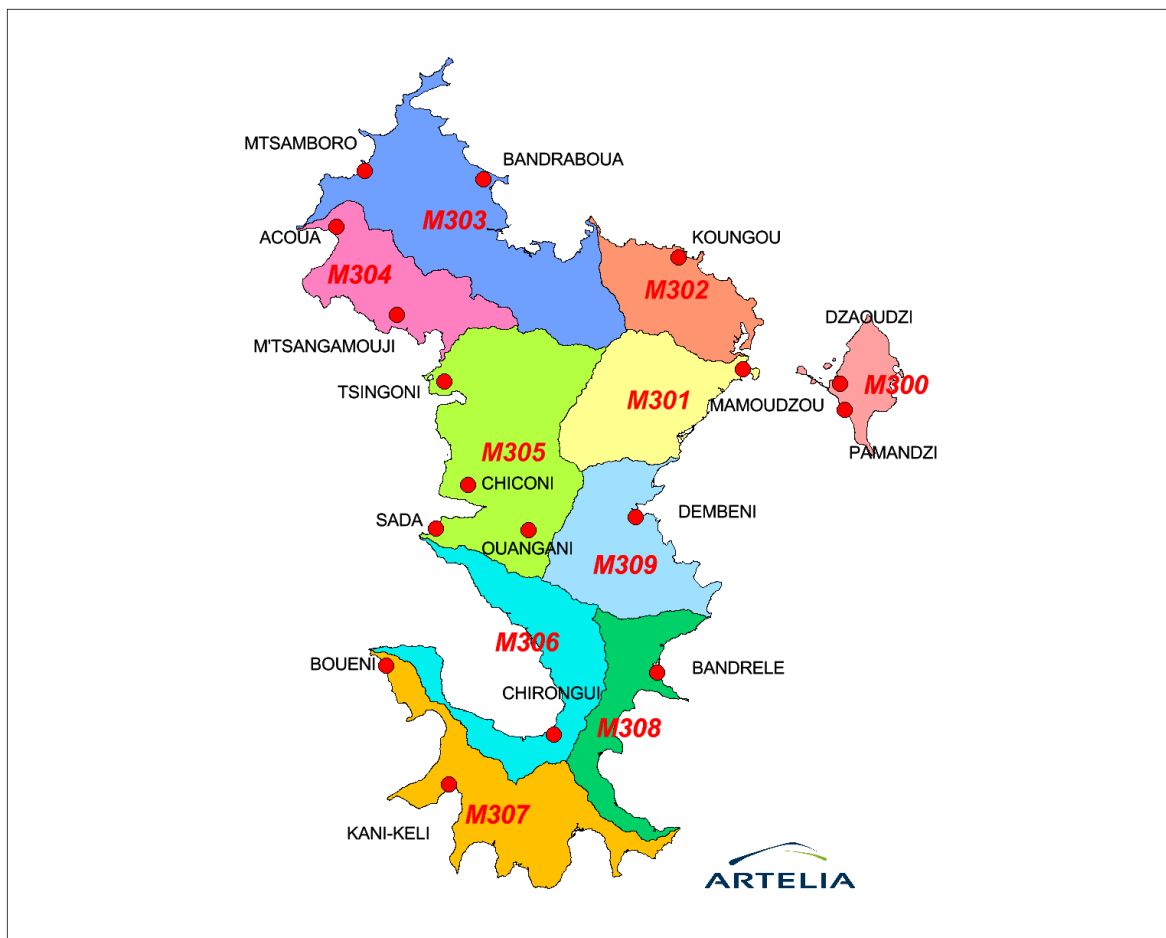 MTSAMBORO
BANDRABOUA
M303
ACOUA
KOUNGOU
M304
M302
DZAOUDZI
M'TSANGAMOUJI
TSINGONI
M300
M301
MAMOUDZOU
M305
PAMANDZI
CHICONI
SADA
DEMBENI
OUANGANI
M309
M306
BOUENI
BANDRELE
CHIRONGUI
M308
M307
KANI-KELI
ARTELIA